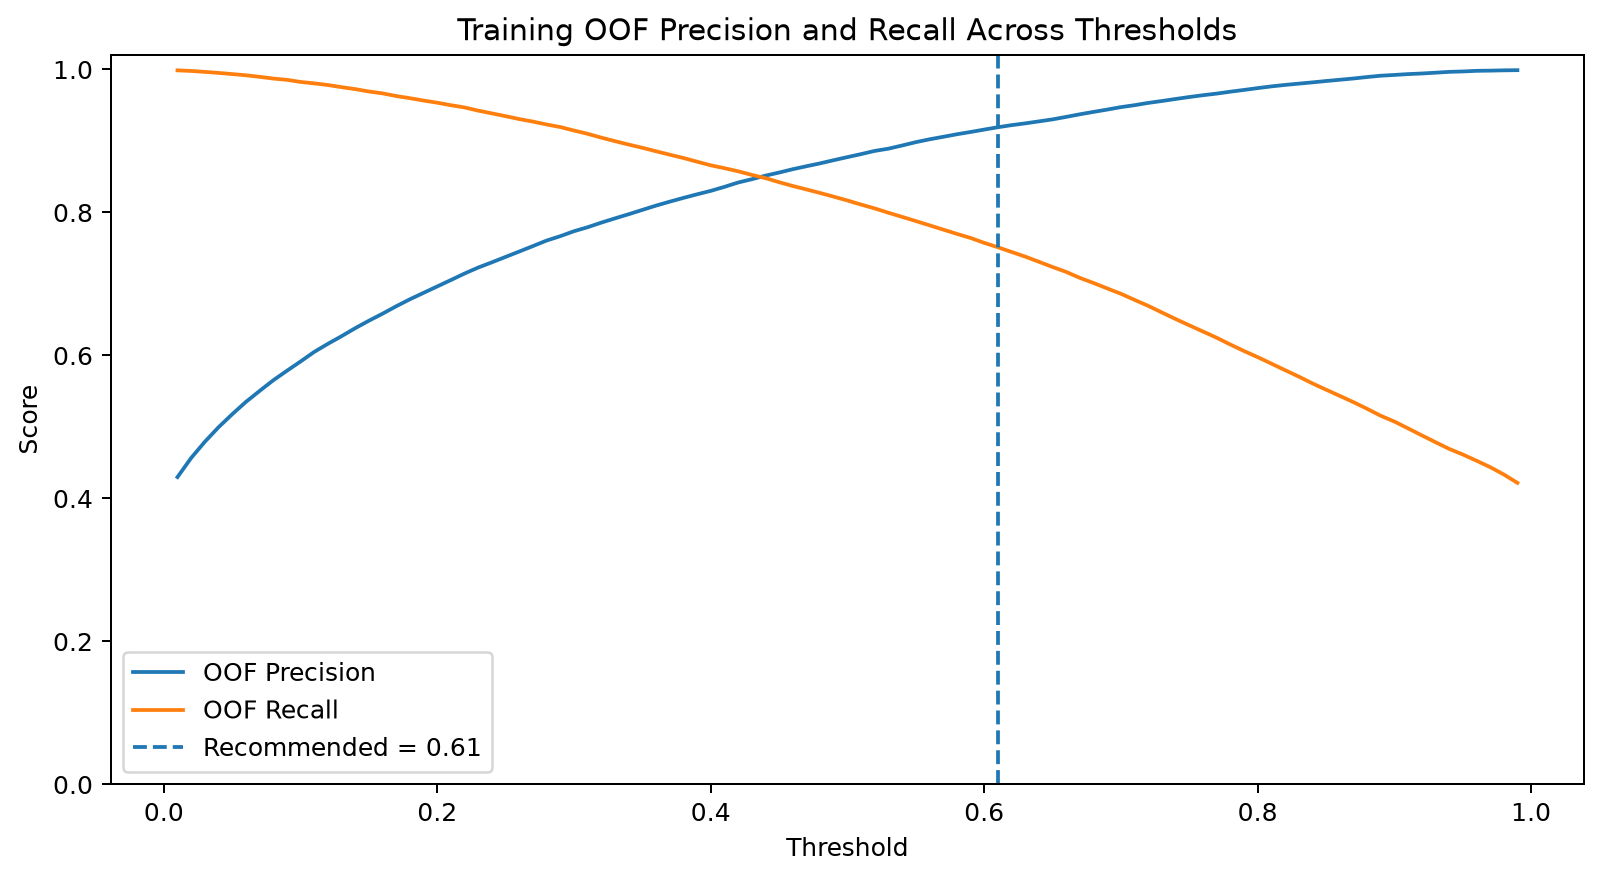 Training OOF Precision and Recall Across Thresholds
Score
1.0
0.8
0.6
0.4
0.2
0.0
OOF Precision
OOF Recall
Recommended = 0.61
0.0 0.2 0.4 0.6 0.8 1.0
Threshold